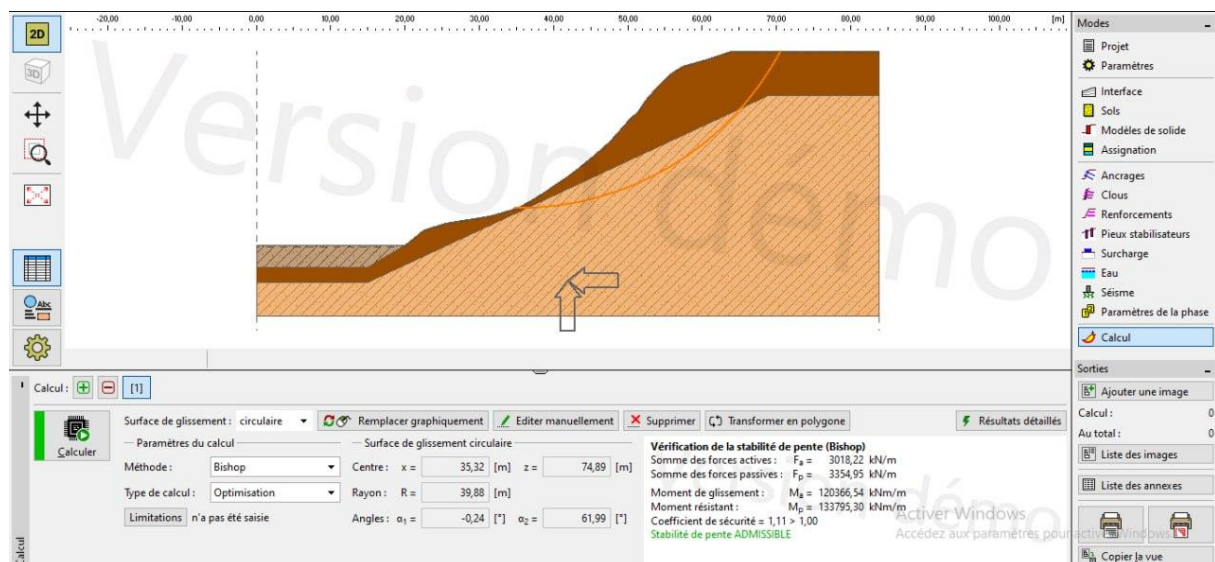 -20,00 -10,00 0,00 10,00 20,00 30,00 40,00 50,00 60,00 70,00 80,00 90,00 100,00 [m]
2D
3D
Version démo
Abc
Modes
Projet
Paramètres
Interface
Sols
Modèles de solide
Assignation
Ancrages
Clous
Renforcements
Pieux stabilisateurs
Surcharge
Eau
Séisme
Paramètres de la phase
Calcul
Sorties
Ajouter une image
Calcul : 0
Au total : 0
Liste des images
Liste des annexes
Copier la vue
Calcul : [1]
Calculer
Surface de glissement : circulaire
Remplacer graphiquement
Editer manuellement
Supprimer
Transformer en polygone
Résultats détaillés
Paramètres du calcul
Méthode : Bishop
Type de calcul : Optimisation
Limitations n'a pas été saisie
Surface de glissement circulaire
Centre : x = 35,32 [m] z = 74,89 [m]
Rayon : R = 39,88 [m]
Angles : α1 = -0,24 [°] α2 = 61,99 [°]
Vérification de la stabilité de pente (Bishop)
Somme des forces actives : Fa = 3018,22 kN/m
Somme des forces passives : Fp = 3354,95 kN/m
Moment de glissement : Ma = 120366,54 kNm/m
Moment résistant : Mp = 133795,30 kNm/m
Coefficient de sécurité = 1,11 > 1,00
Stabilité de pente ADMISSIBLE
version démo
Activer Windows
Accédez aux paramètres pour activer Windows.
Calcul